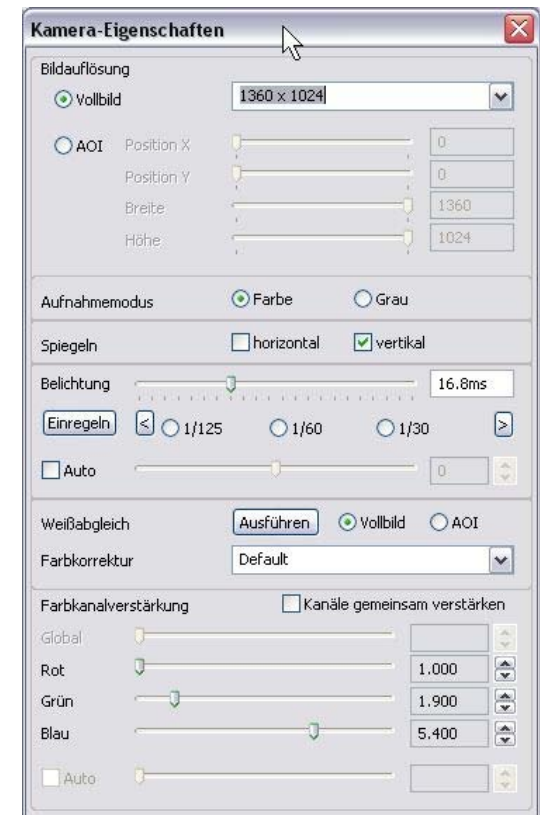 Kamera-Eigenschaften
Bildauflösung
Vollbild 1360 x 1024
AOI Position X 0
Position Y 0
Breite 1360
Höhe 1024
Aufnahmemodus Farbe Grau
Spiegeln horizontal vertikal
Belichtung 16.8ms
Einregeln < 1/125 1/60 1/30 >
Auto 0
Weißabgleich Ausführen Vollbild AOI
Farbkorrektur Default
Farbkanalverstärkung Kanäle gemeinsam verstärken
Global
Rot 1.000
Grün 1.900
Blau 5.400
Auto